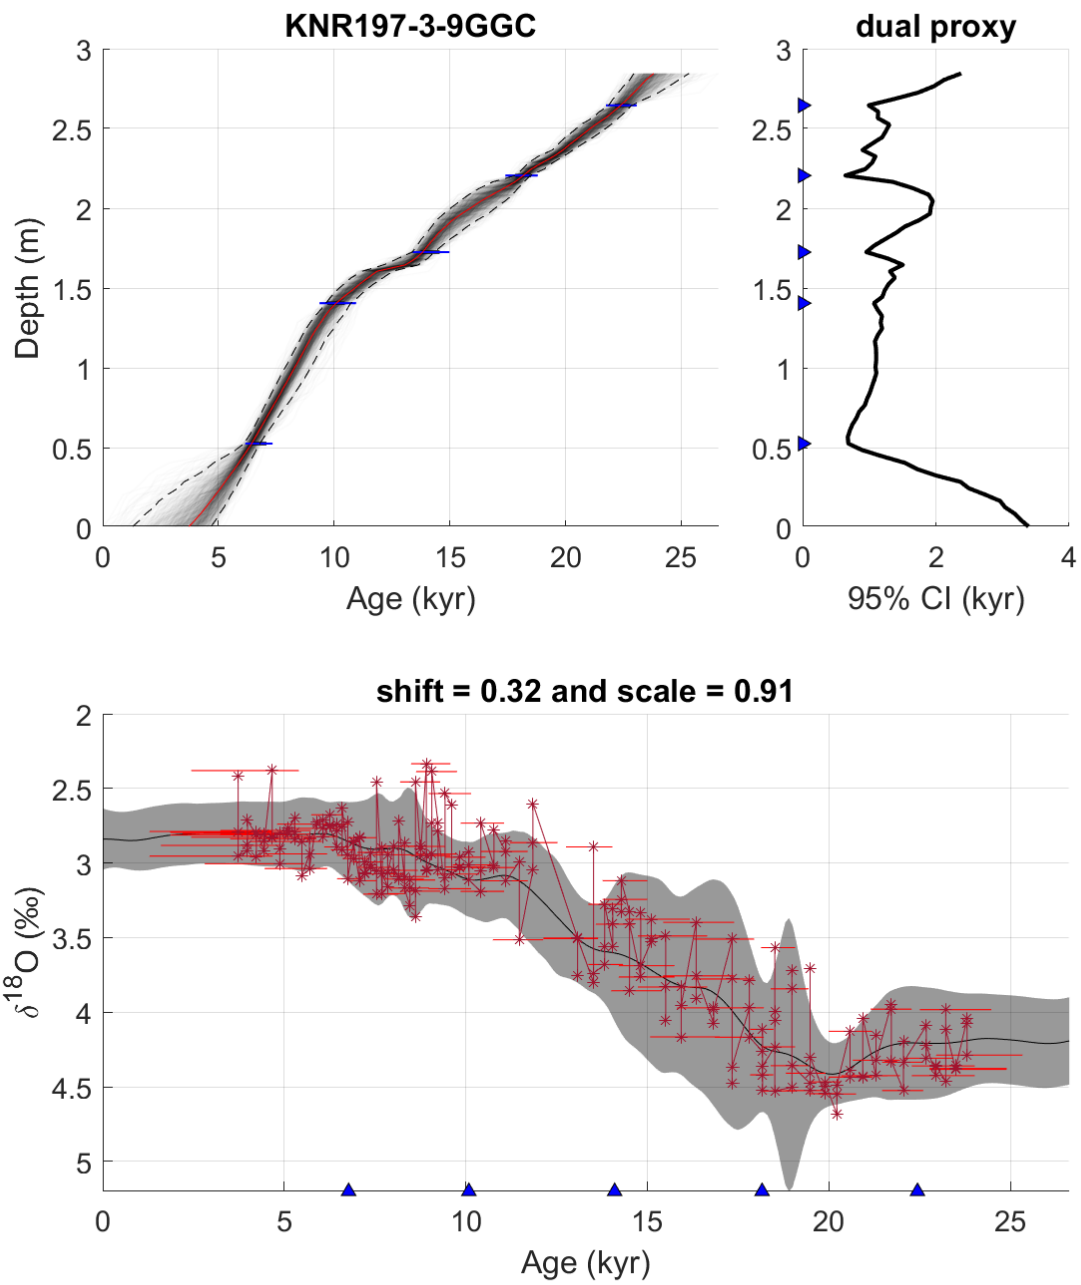 KNR197-3-9GGC
dual proxy
3
2.5
2
1.5
1
0.5
0
Depth (m)
0 5 10 15 20 25
Age (kyr)
3
2.5
2
1.5
1
0.5
0
0 2 4
95% CI (kyr)
shift = 0.32 and scale = 0.91
2
2.5
3
3.5
4
4.5
5
δ¹⁸O (‰)
0 5 10 15 20 25
Age (kyr)